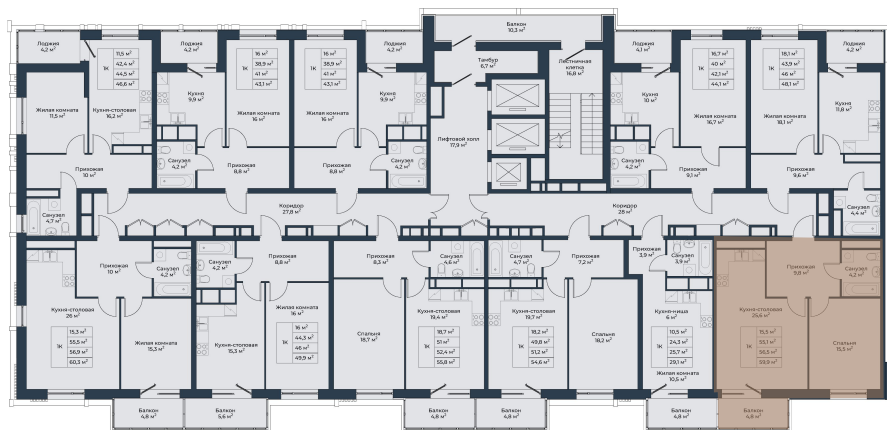 Балкон
10,3 м²
Лоджия
4,2 м²
11,5 м²
1К
42,4 м²
44,5 м²
46,6 м²
Жилая комната
11,5 м²
Кухня-столовая
16,2 м²
Прихожая
10 м²
Санузел
4,7 м²
Лоджия
4,2 м²
Кухня
9,9 м²
16 м²
1К
38,9 м²
41 м²
43,1 м²
Жилая комната
16 м²
Санузел
4,2 м²
Прихожая
8,8 м²
16 м²
1К
38,9 м²
41 м²
43,1 м²
Жилая комната
16 м²
Лоджия
4,2 м²
Кухня
9,9 м²
Прихожая
8,8 м²
Санузел
4,2 м²
Тамбур
6,7 м²
Лестничная
клетка
16,8 м²
Лифтовой холл
17,9 м²
Лоджия
4,1 м²
Кухня
10 м²
16,7 м²
1К
40 м²
42,1 м²
44,1 м²
Жилая комната
16,7 м²
Санузел
4,2 м²
Прихожая
9,1 м²
18,1 м²
1К
43,9 м²
46 м²
48,1 м²
Жилая комната
18,1 м²
Лоджия
4,2 м²
Кухня
11,8 м²
Прихожая
9,6 м²
Санузел
4,4 м²
Коридор
27,8 м²
Коридор
28 м²
Прихожая
10 м²
Санузел
4,2 м²
Кухня-столовая
26 м²
15,3 м²
1К
55,5 м²
56,9 м²
60,3 м²
Жилая комната
15,3 м²
Балкон
4,8 м²
Санузел
4,2 м²
Прихожая
8,8 м²
Кухня-столовая
15,3 м²
Жилая комната
16 м²
16 м²
1К
44,3 м²
46 м²
49,9 м²
Балкон
5,6 м²
Прихожая
8,3 м²
Санузел
4,6 м²
Спальня
18,7 м²
Кухня-столовая
19,4 м²
18,7 м²
1К
51 м²
52,4 м²
55,8 м²
Балкон
4,8 м²
Санузел
4,7 м²
Прихожая
7,2 м²
Кухня-столовая
19,7 м²
18,2 м²
1К
49,8 м²
51,2 м²
54,6 м²
Спальня
18,2 м²
Балкон
4,8 м²
Прихожая
3,9 м²
Санузел
3,9 м²
Кухня-ниша
6 м²
10,5 м²
1К
24,3 м²
25,7 м²
29,1 м²
Жилая комната
10,5 м²
Балкон
4,8 м²
Прихожая
9,8 м²
Санузел
4,2 м²
Кухня-столовая
25,6 м²
15,5 м²
1К
55,1 м²
56,5 м²
59,9 м²
Спальня
15,5 м²
Балкон
4,8 м²